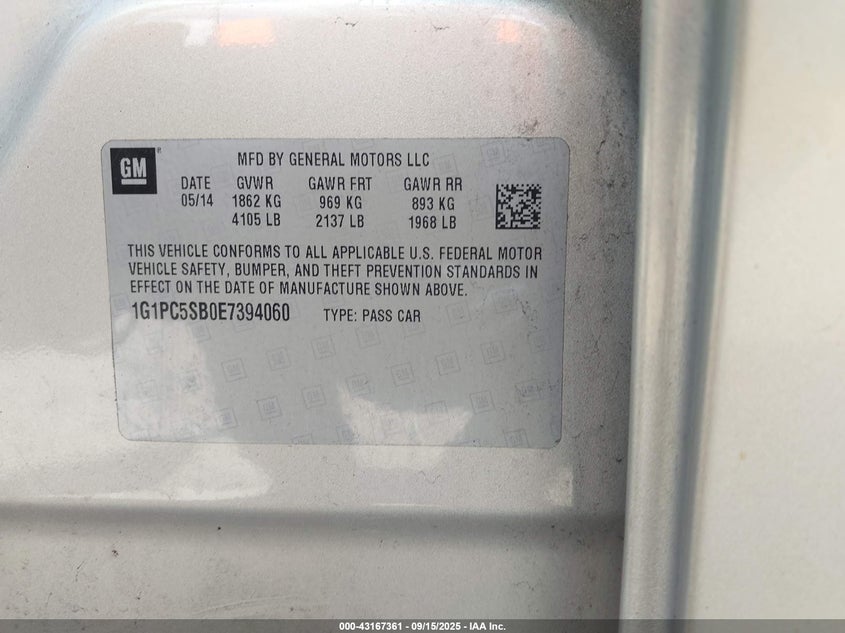 GM
MFD BY GENERAL MOTORS LLC
DATE GVWR GAWR FRT GAWR RR
05/14 1862 KG 969 KG 893 KG
4105 LB 2137 LB 1968 LB
THIS VEHICLE CONFORMS TO ALL APPLICABLE U.S. FEDERAL MOTOR
VEHICLE SAFETY, BUMPER, AND THEFT PREVENTION STANDARDS IN
EFFECT ON THE DATE OF MANUFACTURE SHOWN ABOVE.
1G1PC5SB0E7394060 TYPE: PASS CAR
000-43167361 - 09/15/2025 - IAA Inc.